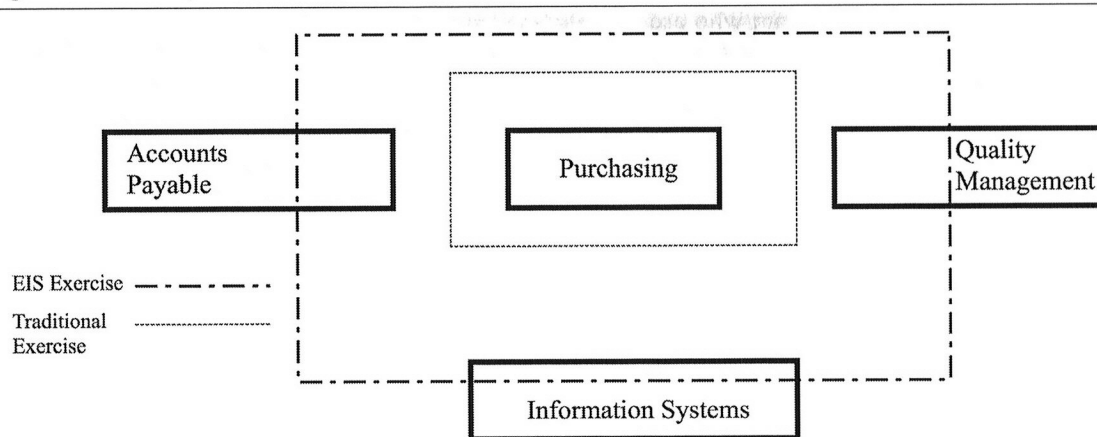 Accounts
Payable
Purchasing
Quality
Management
EIS Exercise
Traditional
Exercise
Information Systems